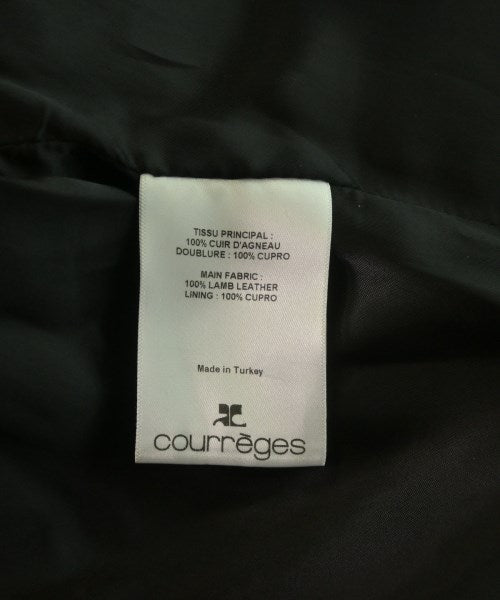 TISSU PRINCIPAL :
100% CUIR D'AGNEAU
DOUBLURE : 100% CUPRO
MAIN FABRIC :
100% LAMB LEATHER
LINING : 100% CUPRO
Made in Turkey
courrèges